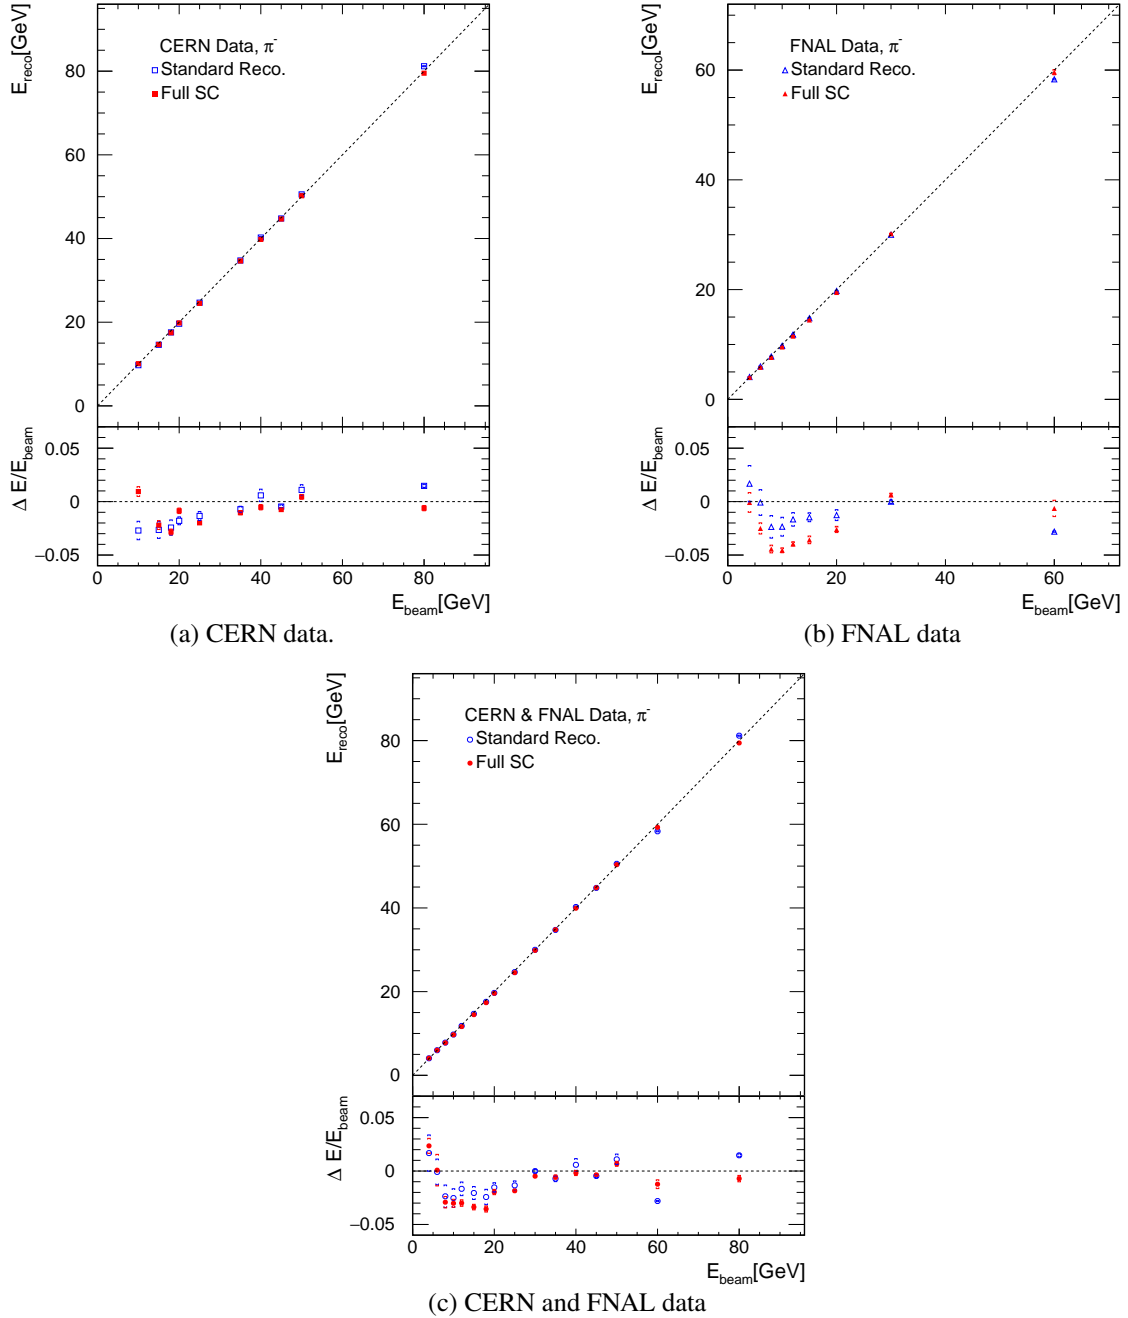 E_reco[GeV]
CERN Data, π⁻
Standard Reco.
Full SC
80
60
40
20
0
Δ E/E_beam
0.05
0
−0.05
0 20 40 60 80
E_beam[GeV]
(a) CERN data.
E_reco[GeV]
FNAL Data, π⁻
Standard Reco.
Full SC
60
40
20
0
Δ E/E_beam
0.05
0
−0.05
0 20 40 60
E_beam[GeV]
(b) FNAL data
E_reco[GeV]
CERN & FNAL Data, π⁻
Standard Reco.
Full SC
80
60
40
20
0
Δ E/E_beam
0.05
0
−0.05
0 20 40 60 80
E_beam[GeV]
(c) CERN and FNAL data